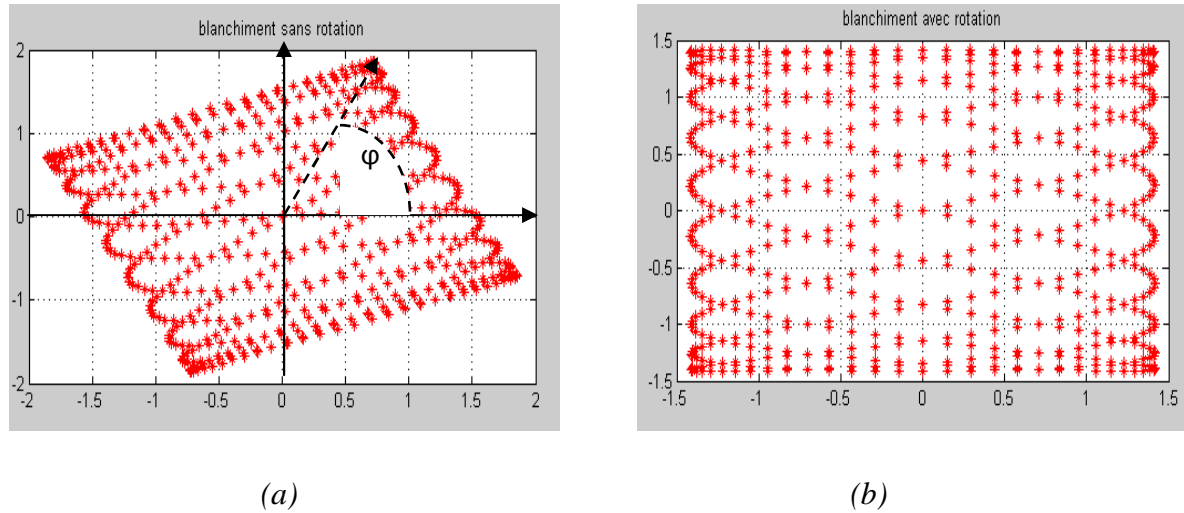 blanchiment sans rotation
2
1
0
-1
-2
-2 -1.5 -1 -0.5 0 0.5 1 1.5 2
φ
(a)
blanchiment avec rotation
1.5
1
0.5
0
-0.5
-1
-1.5
-1.5 -1 -0.5 0 0.5 1 1.5
(b)